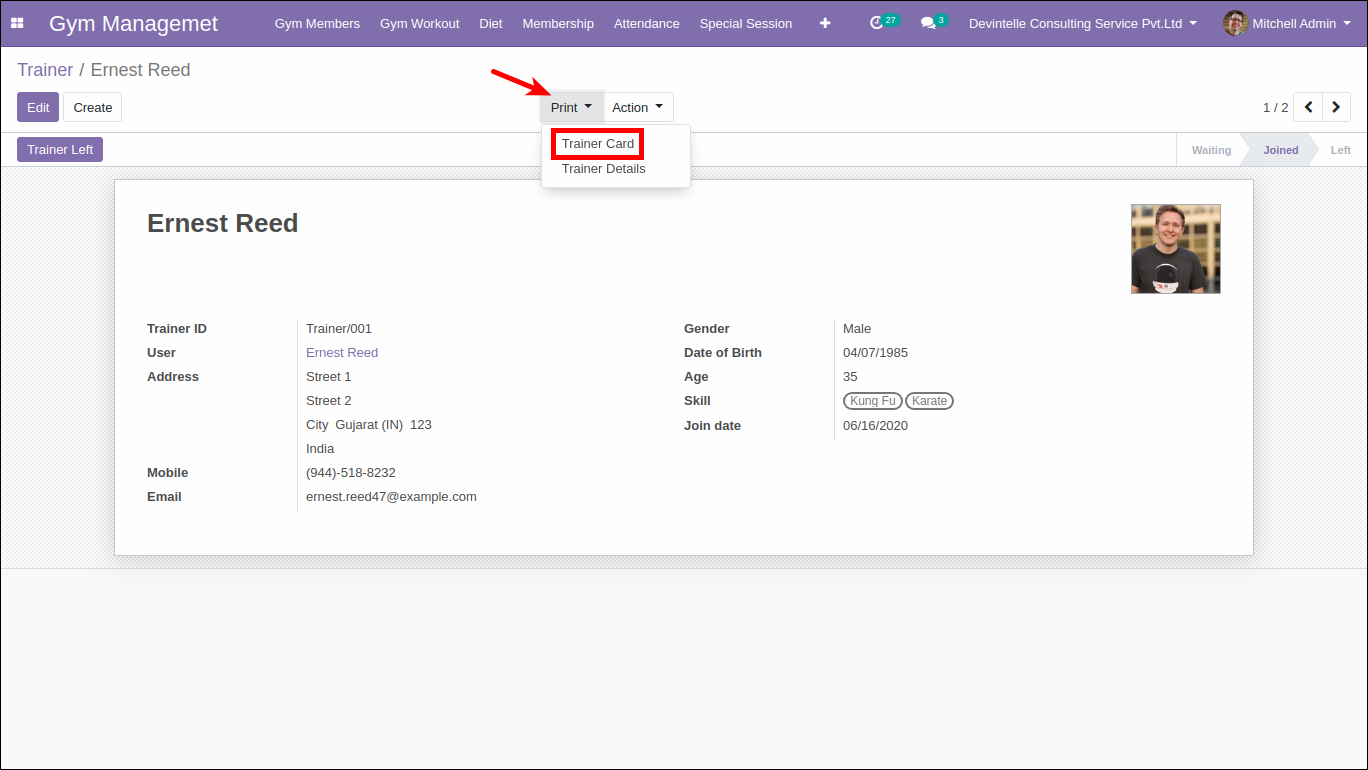 Gym Managemet Gym Members Gym Workout Diet Membership Attendance Special Session 27 3 Devintelle Consulting Service Pvt.Ltd Mitchell Admin
Trainer / Ernest Reed
Edit Create Print Action 1 / 2
Trainer Left Trainer Card Waiting Joined Left
Trainer Details
Ernest Reed
Trainer ID Trainer/001 Gender Male
User Ernest Reed Date of Birth 04/07/1985
Address Street 1 Age 35
Street 2 Skill Kung Fu Karate
City Gujarat (IN) 123 Join date 06/16/2020
India
Mobile (944)-518-8232
Email ernest.reed47@example.com